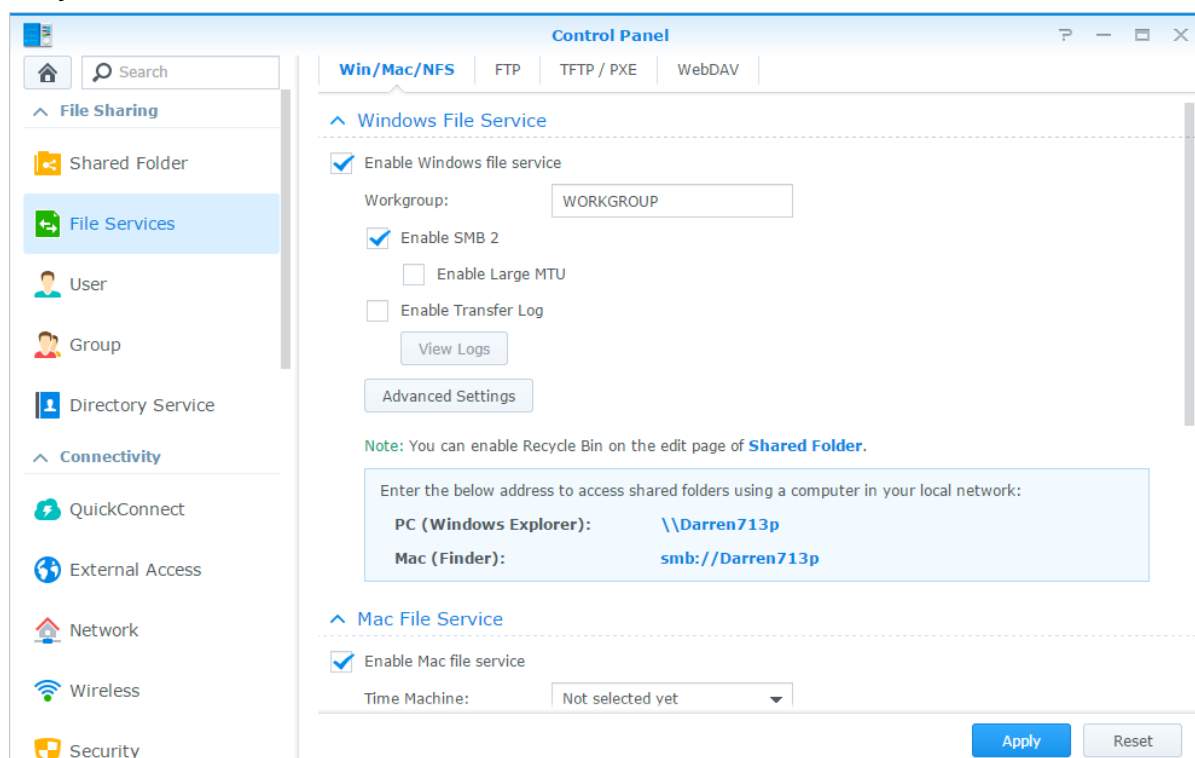 Control Panel
Search
File Sharing
Shared Folder
File Services
User
Group
Directory Service
Connectivity
QuickConnect
External Access
Network
Wireless
Security
Win/Mac/NFS FTP TFTP / PXE WebDAV
Windows File Service
Enable Windows file service
Workgroup: WORKGROUP
Enable SMB 2
Enable Large MTU
Enable Transfer Log
View Logs
Advanced Settings
Note: You can enable Recycle Bin on the edit page of Shared Folder.
Enter the below address to access shared folders using a computer in your local network:
PC (Windows Explorer): \\Darren713p
Mac (Finder): smb://Darren713p
Mac File Service
Enable Mac file service
Time Machine: Not selected yet
Apply Reset